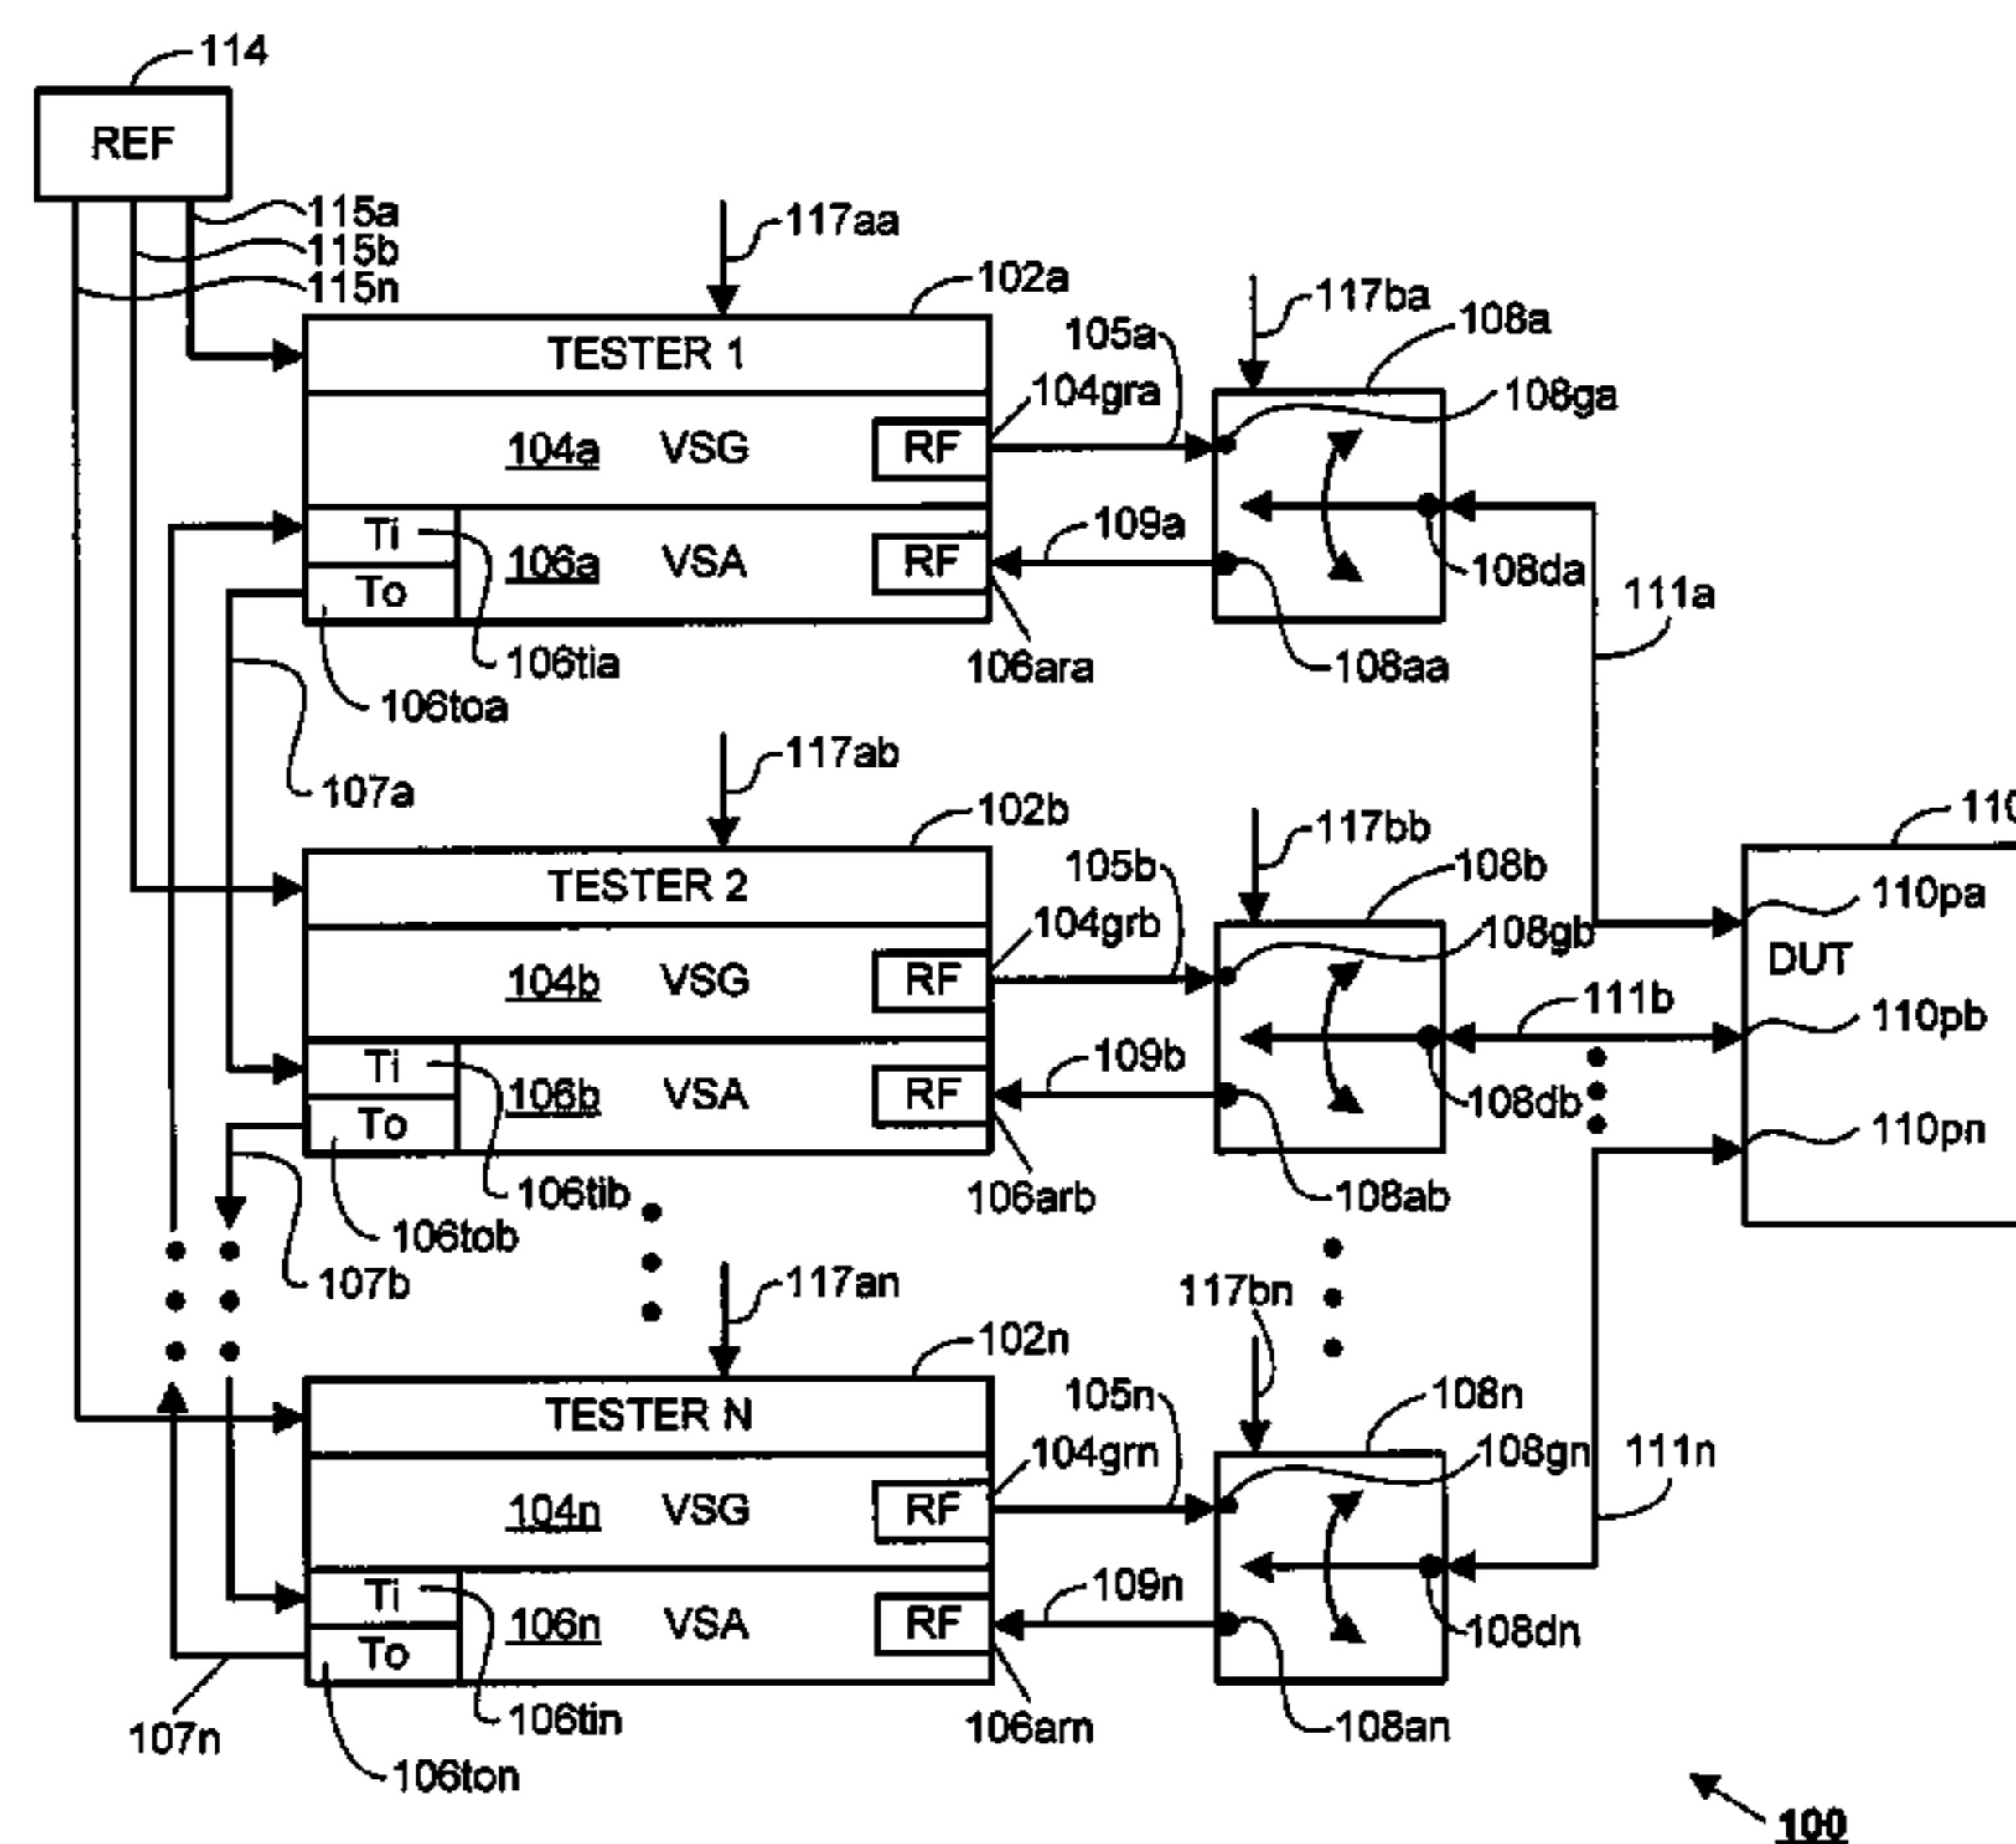 114
REF
115a
115b
115n
117aa
102a
117ba
108a
105a
TESTER 1
104gra
108ga
104a VSG RF
109a
Ti
106a VSA RF
To
108da
111a
106tia
106ara
108aa
106toa
107a
117ab
102b
117bb
108b
110
105b
TESTER 2
104grb
108gb
110pa
DUT
104b VSG RF
111b
110pb
109b
Ti
106b VSA RF
To
108db
110pn
106tib
106arb
108ab
106tob
107b
117an
117bn
102n
108n
105n
TESTER N
104grn
108gn
111n
104n VSG RF
109n
Ti
106n VSA RF
To
108dn
107n
106tin
106arn
108an
106ton
100